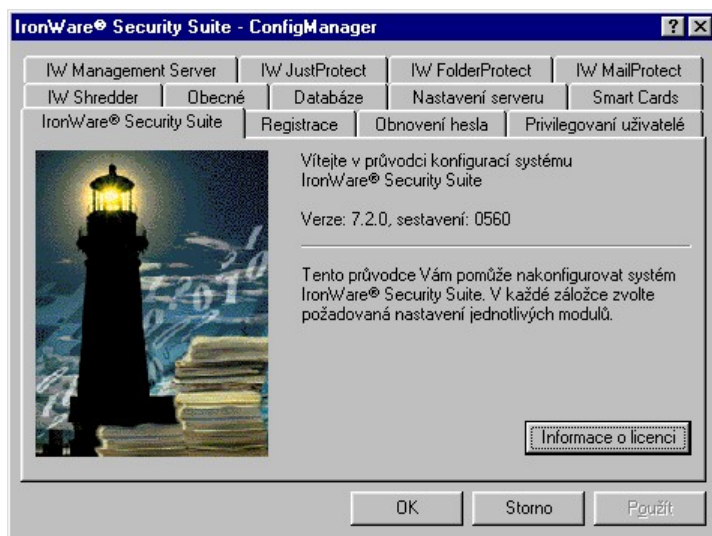 IronWare® Security Suite - ConfigManager
IW Management Server
IW JustProtect
IW FolderProtect
IW MailProtect
IW Shredder
Obecné
Databáze
Nastavení serveru
Smart Cards
IronWare® Security Suite
Registrace
Obnovení hesla
Privilegovaní uživatelé
Vítejte v průvodci konfigurací systému
IronWare® Security Suite
Verze: 7.2.0, sestavení: 0560
Tento průvodce Vám pomůže nakonfigurovat systém
IronWare® Security Suite. V každé záložce zvolte
požadovaná nastavení jednotlivých modulů.
Informace o licenci
OK
Storno
Použít